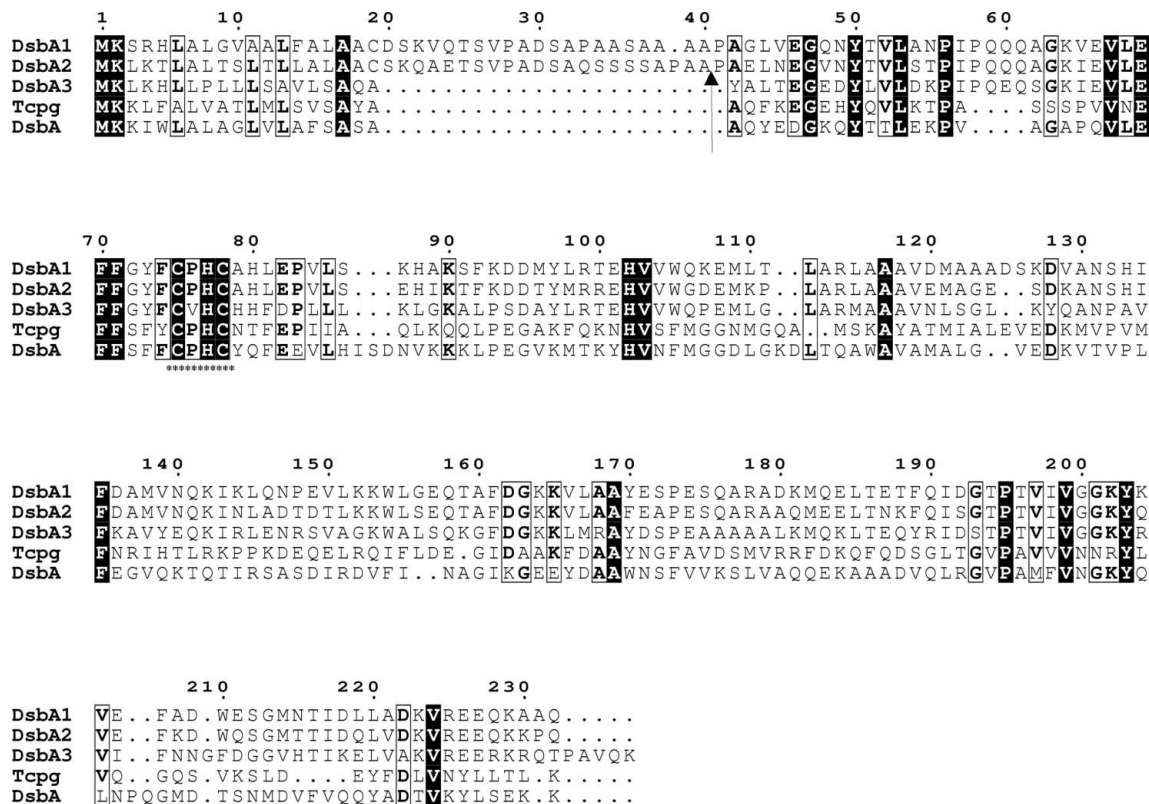 1 10 20 30 40 50 60
DsbA1 MKSRHLALGVAALFALAACDSKVQTSVPADSAPAASAA.AAPAGLVEGQNYTVLANPIPQQQAGKVEVLE
DsbA2 MKLKTLALTSLTLLALAACSKQAETSVPADSAQSSSSAPAAPAELNEGVNYTVLSTPIPQQQAGKIEVLE
DsbA3 MKLKHLLPLLLSAVLSAQA.......................YALTEGEDYLVLDKPIPQEQSGKIEVLE
Tcpg MKKLFALVATLMLSVSAYA.......................AQFKEGEHYQVLKTPA....SSSPVVNE
DsbA MKKIWLALAGLVLAFSASA.......................AQYEDGKQYTTLEKPV....AGAPQVLE
70 80 90 100 110 120 130
DsbA1 FFGYFCPHCAHLEPVLS...KHAKSFKDDMYLRTEHVVWQKEMLT..LARLAAAVDMAAADSKDVANSHI
DsbA2 FFGYFCPHCAHLEPVLS...EHIKTFKDDTYMRREHVVWGDEMKP..LARLAAAVEMAGE.SDKANSHI
DsbA3 FFGYFCVHCHHFDPLLL...KLGKALPSDAYLRTEHVVWQPEMLG..LARMAAAVNLSGL.KYQANPAV
Tcpg FFSFYCPHCNTFEPIIA...QLKQQLPEGAKFQKNHVSFMGGNMGQA..MSKAYATMIALEVEDKMVPVM
DsbA FFSFFCPHCYQFEEVLHISDNVKKKLPEGVKMTKYHVNFMGGDLGKDLTQAWAVAMALG..VEDKVTVPL
***********
140 150 160 170 180 190 200
DsbA1 FDAMVNQKIKLQNPEVLKKWLGEQTAFDGKKVLAAYESPESQARADKMQELTETFQIDGTPTVIVGGKYK
DsbA2 FDAMVNQKINLADTDTLKKWLSEQTAFDGKKVLAAFEAPESQARAAQMEELTNKFQISGTPTVIVGGKYQ
DsbA3 FKAVYEQKIRLENRSVAGKWALSQKGFDGKKLMRAYDSPEAAAAALKMQKLTEQYRIDSTPTVIVGGKYQ
Tcpg FNRIHTLRKPPKDEQELRQIFLDE.GIDAAKFDAAYNGFAVDSMVRRFDKQFQDSGLTGVPAVVVNNRYL
DsbA FEGVQKTQTIRSASDIRDVFI..NAGIKGEEYDAAWNSFVVKSLVAQQEKAAADVQLRGVPAMFVNGKYQ
210 220 230
DsbA1 VE..FAD.WESGMNTIDLLADKVREEQKAAQ.....
DsbA2 VE..FKD.WQSGMTTIDQLVDKVREEQKKPQ.....
DsbA3 VI..FNNGFDGGVHTIKELVAKVREERKRQTPAVQK
Tcpg VQ...GQS.VKSLD....EYFDLVNYLLTLK.....
DsbA LNPQGMD.TSNMDVFVQQYADTVKYLSEK.K.....